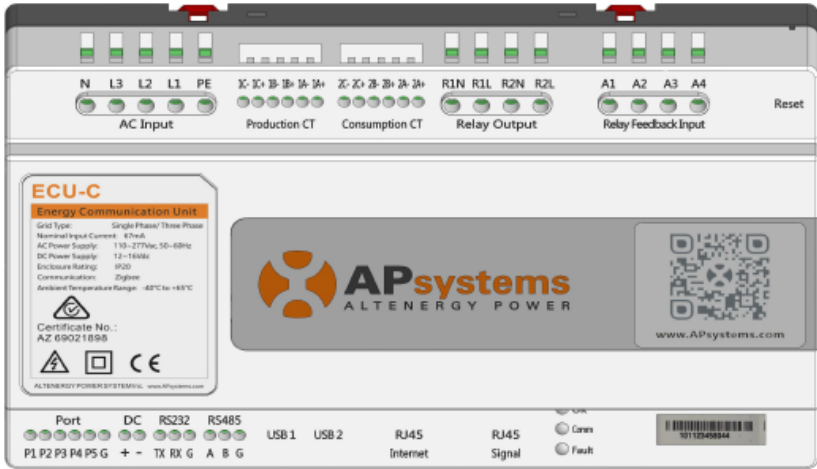 N L3 L2 L1 PE
1C- 1C+ 1B- 1B+ 1A- 1A+
2C- 2C+ 2B- 2B+ 2A- 2A+
R1N R1L R2N R2L
A1 A2 A3 A4
Reset
AC Input
Production CT
Consumption CT
Relay Output
Relay Feedback Input
ECU-C
Energy Communication Unit
Grid Type: Single Phase/Three Phase
Nominal Input Current: 67mA
AC Power Supply: 110~277Vac, 50~60Hz
DC Power Supply: 12~16Vdc
Enclosure Rating: IP20
Communication: Zigbee
Ambient Temperature Range: -40°C to +65°C
Certificate No.:
AZ 69021898
CE
ALTENERGY POWER SYSTEM Inc. www.APsystems.com
APsystems
ALTENERGY POWER
www.APsystems.com
Port DC RS232 RS485
P1 P2 P3 P4 P5 G + - TX RX G A B G
USB 1 USB 2
RJ45
Internet
RJ45
Signal
Comm
Fault